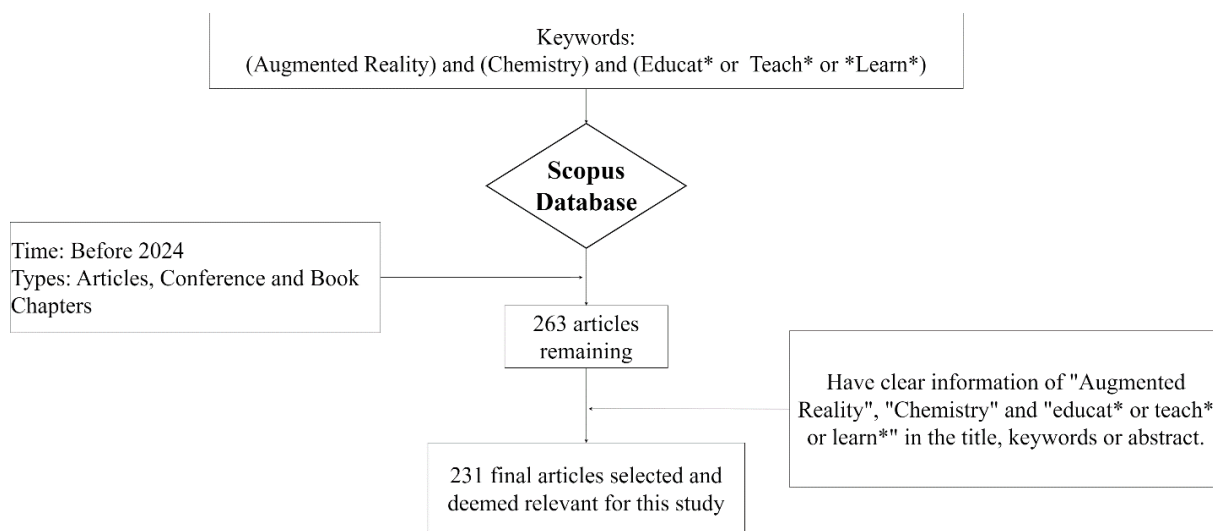 Keywords:
(Augmented Reality) and (Chemistry) and (Educat* or Teach* or *Learn*)
Scopus
Database
Time: Before 2024
Types: Articles, Conference and Book
Chapters
263 articles
remaining
Have clear information of "Augmented
Reality", "Chemistry" and "educat* or teach*
or learn*" in the title, keywords or abstract.
231 final articles selected and
deemed relevant for this study